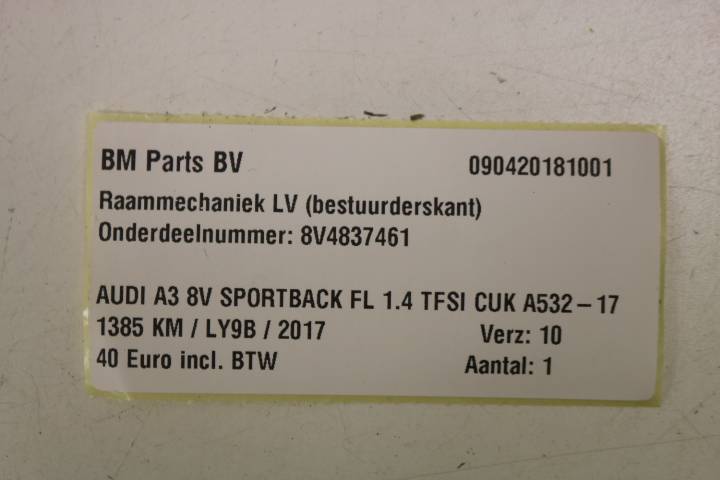 BM Parts BV 090420181001
Raammechaniek LV (bestuurderskant)
Onderdeelnummer: 8V4837461
AUDI A3 8V SPORTBACK FL 1.4 TFSI CUK A532-17
1385 KM / LY9B / 2017 Verz: 10
40 Euro incl. BTW Aantal: 1